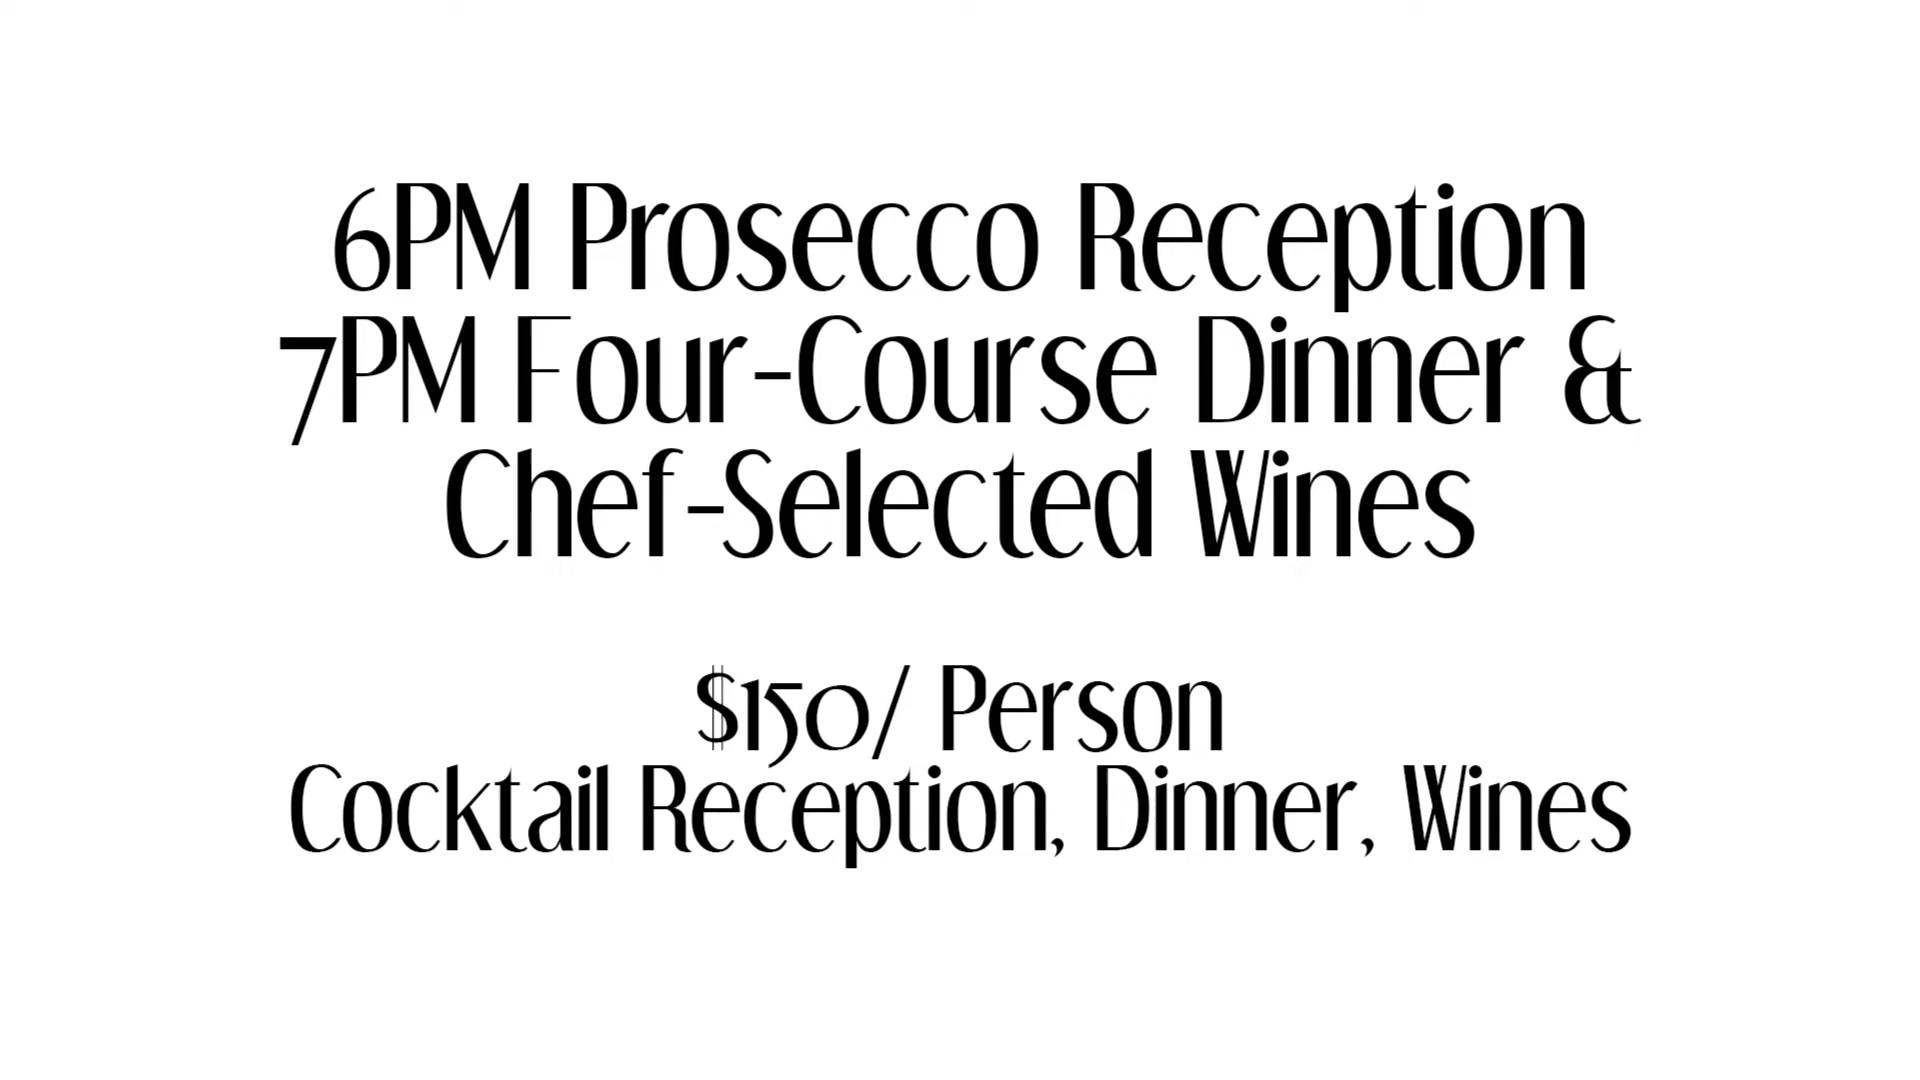 6PM Prosecco Reception
7PM Four-Course Dinner &
Chef-Selected Wines
$150/ Person
Cocktail Reception, Dinner, Wines